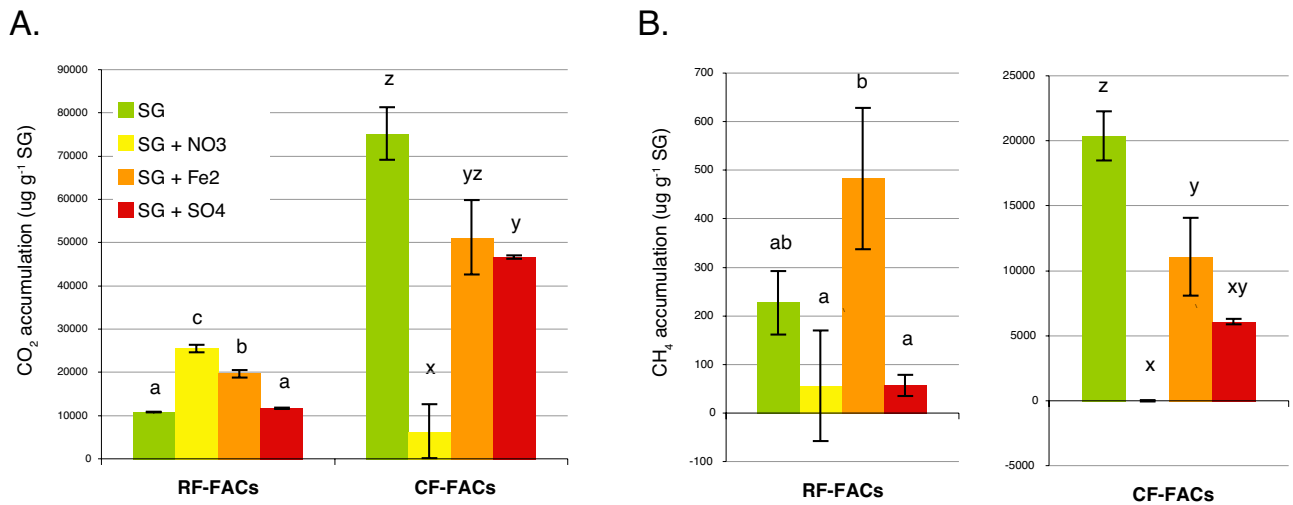 A.
CO2 accumulation (ug g-1 SG)
90000
80000
70000
60000
50000
40000
30000
20000
10000
0
SG
SG + NO3
SG + Fe2
SG + SO4
a
c
b
a
z
x
yz
y
RF-FACs
CF-FACs
B.
CH4 accumulation (ug g-1 SG)
700
600
500
400
300
200
100
0
-100
ab
a
b
a
RF-FACs
25000
20000
15000
10000
5000
0
-5000
z
x
y
xy
CF-FACs